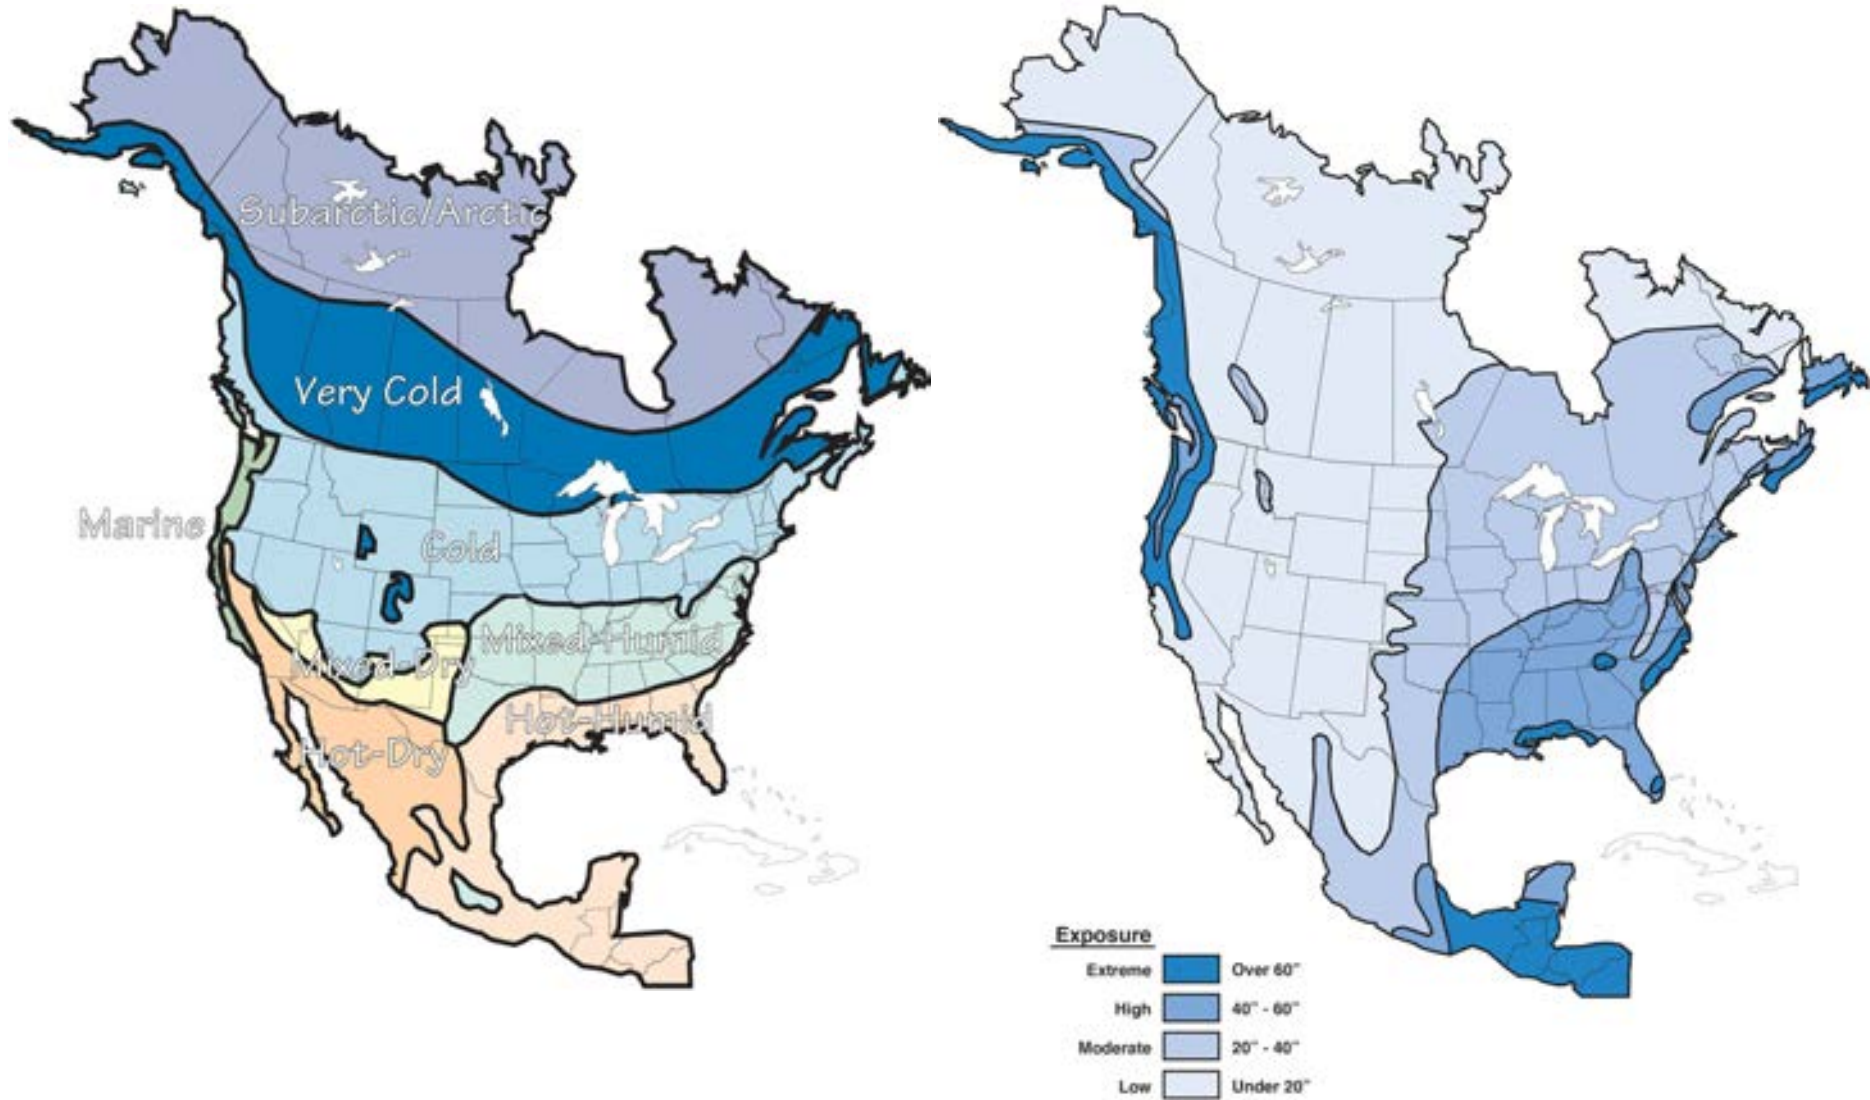 Subarctic/Arctic
Very Cold
Marine
Cold
Mixed-Humid
Mixed-Dry
Hot-Humid
Hot-Dry
Exposure
Extreme Over 60"
High 40" - 60"
Moderate 20" - 40"
Low Under 20"